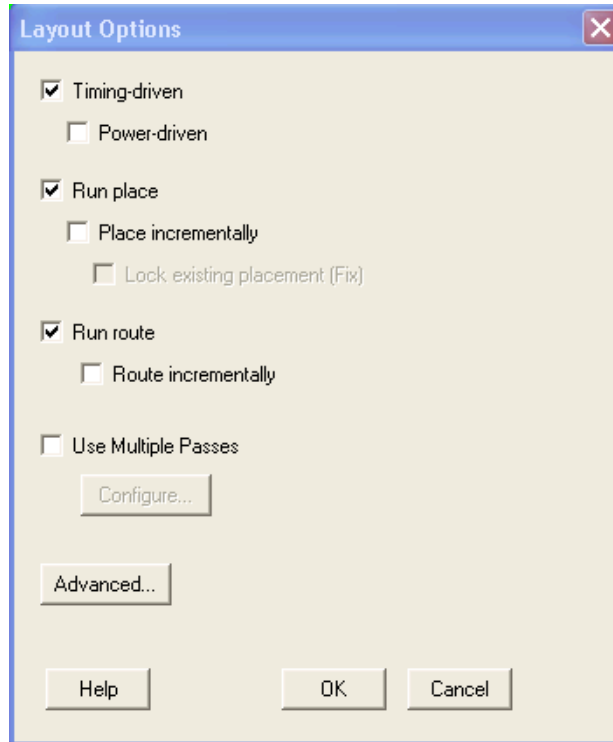 Layout Options
Timing-driven
Power-driven
Run place
Place incrementally
Lock existing placement (Fix)
Run route
Route incrementally
Use Multiple Passes
Configure...
Advanced...
Help OK Cancel